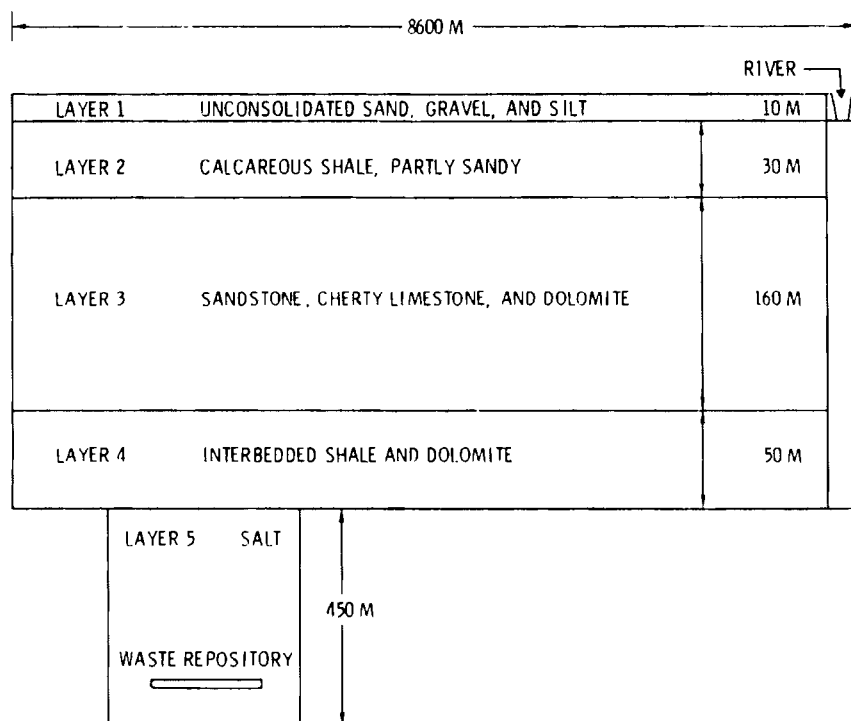 8600 M
RIVER
LAYER 1 UNCONSOLIDATED SAND, GRAVEL, AND SILT 10 M
LAYER 2 CALCAREOUS SHALE, PARTLY SANDY 30 M
LAYER 3 SANDSTONE, CHERTY LIMESTONE, AND DOLOMITE 160 M
LAYER 4 INTERBEDDED SHALE AND DOLOMITE 50 M
LAYER 5 SALT
450 M
WASTE REPOSITORY